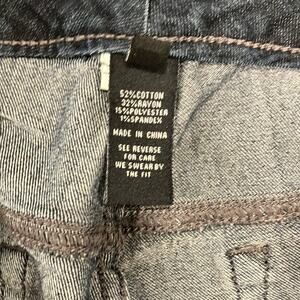 52%COTTON
32%RAYON
15%POLYESTER
1%SPANDEX
MADE IN CHINA
SEE REVERSE
FOR CARE
WE SWEAR BY
THE FIT